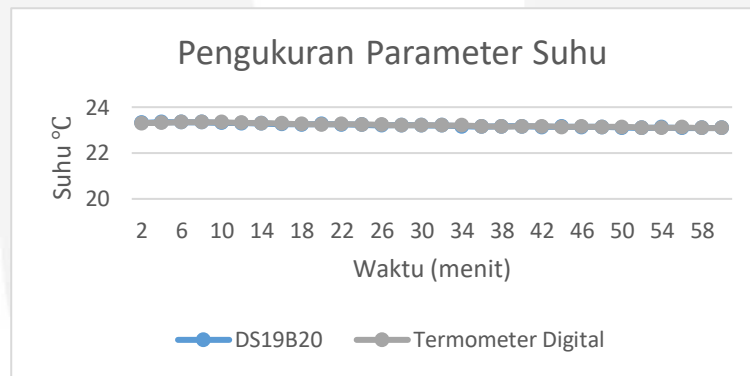 Pengukuran Parameter Suhu
Suhu °C
24
22
20
2 6 10 14 18 22 26 30 34 38 42 46 50 54 58
Waktu (menit)
DS19B20 Termometer Digital